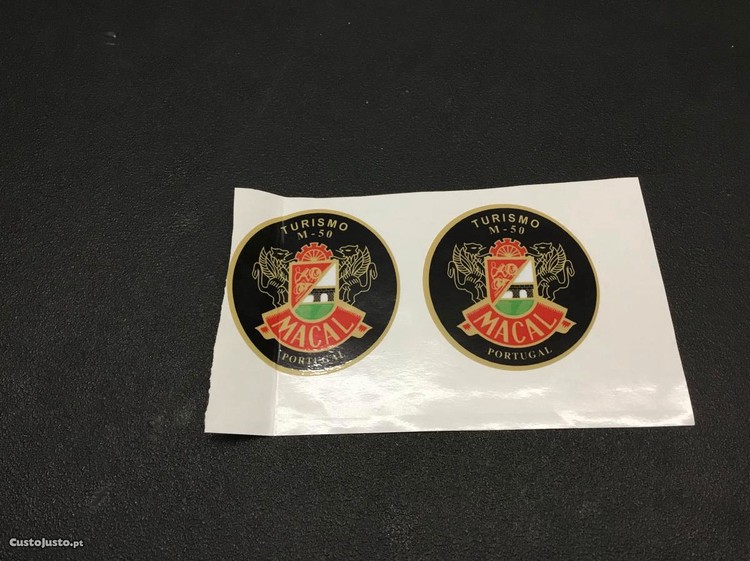 TURISMO
M-50
MACAL
PORTUGAL
TURISMO
M-50
MACAL
PORTUGAL
CustoJusto.pt